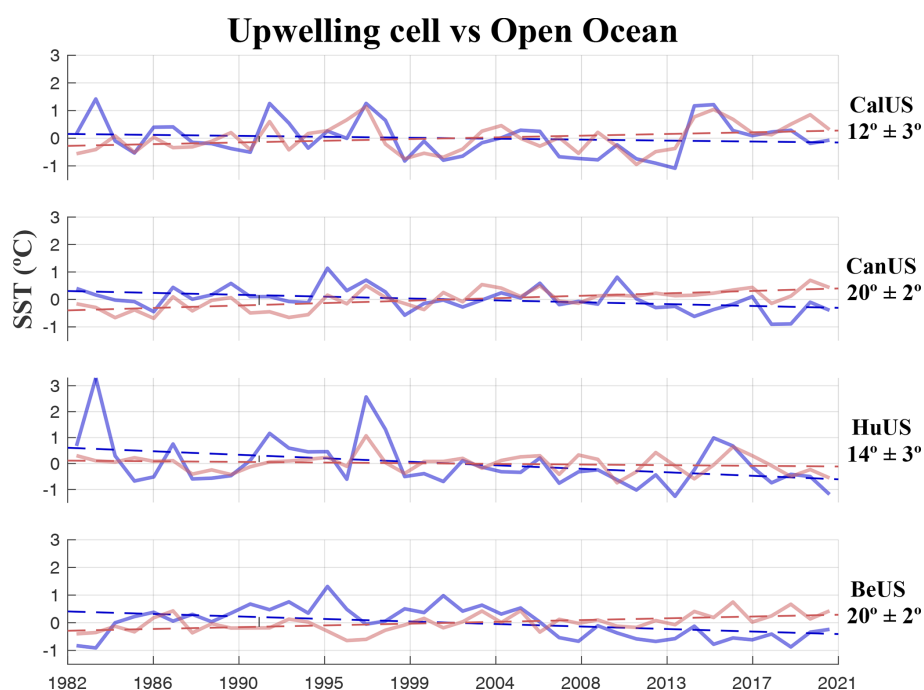 Upwelling cell vs Open Ocean
SST (ºC)
3
2
1
0
-1
CalUS
12º ± 3º
3
2
1
0
-1
CanUS
20º ± 2º
3
2
1
0
-1
HuUS
14º ± 3º
3
2
1
0
-1
BeUS
20º ± 2º
1982 1986 1990 1995 1999 2004 2008 2013 2017 2021